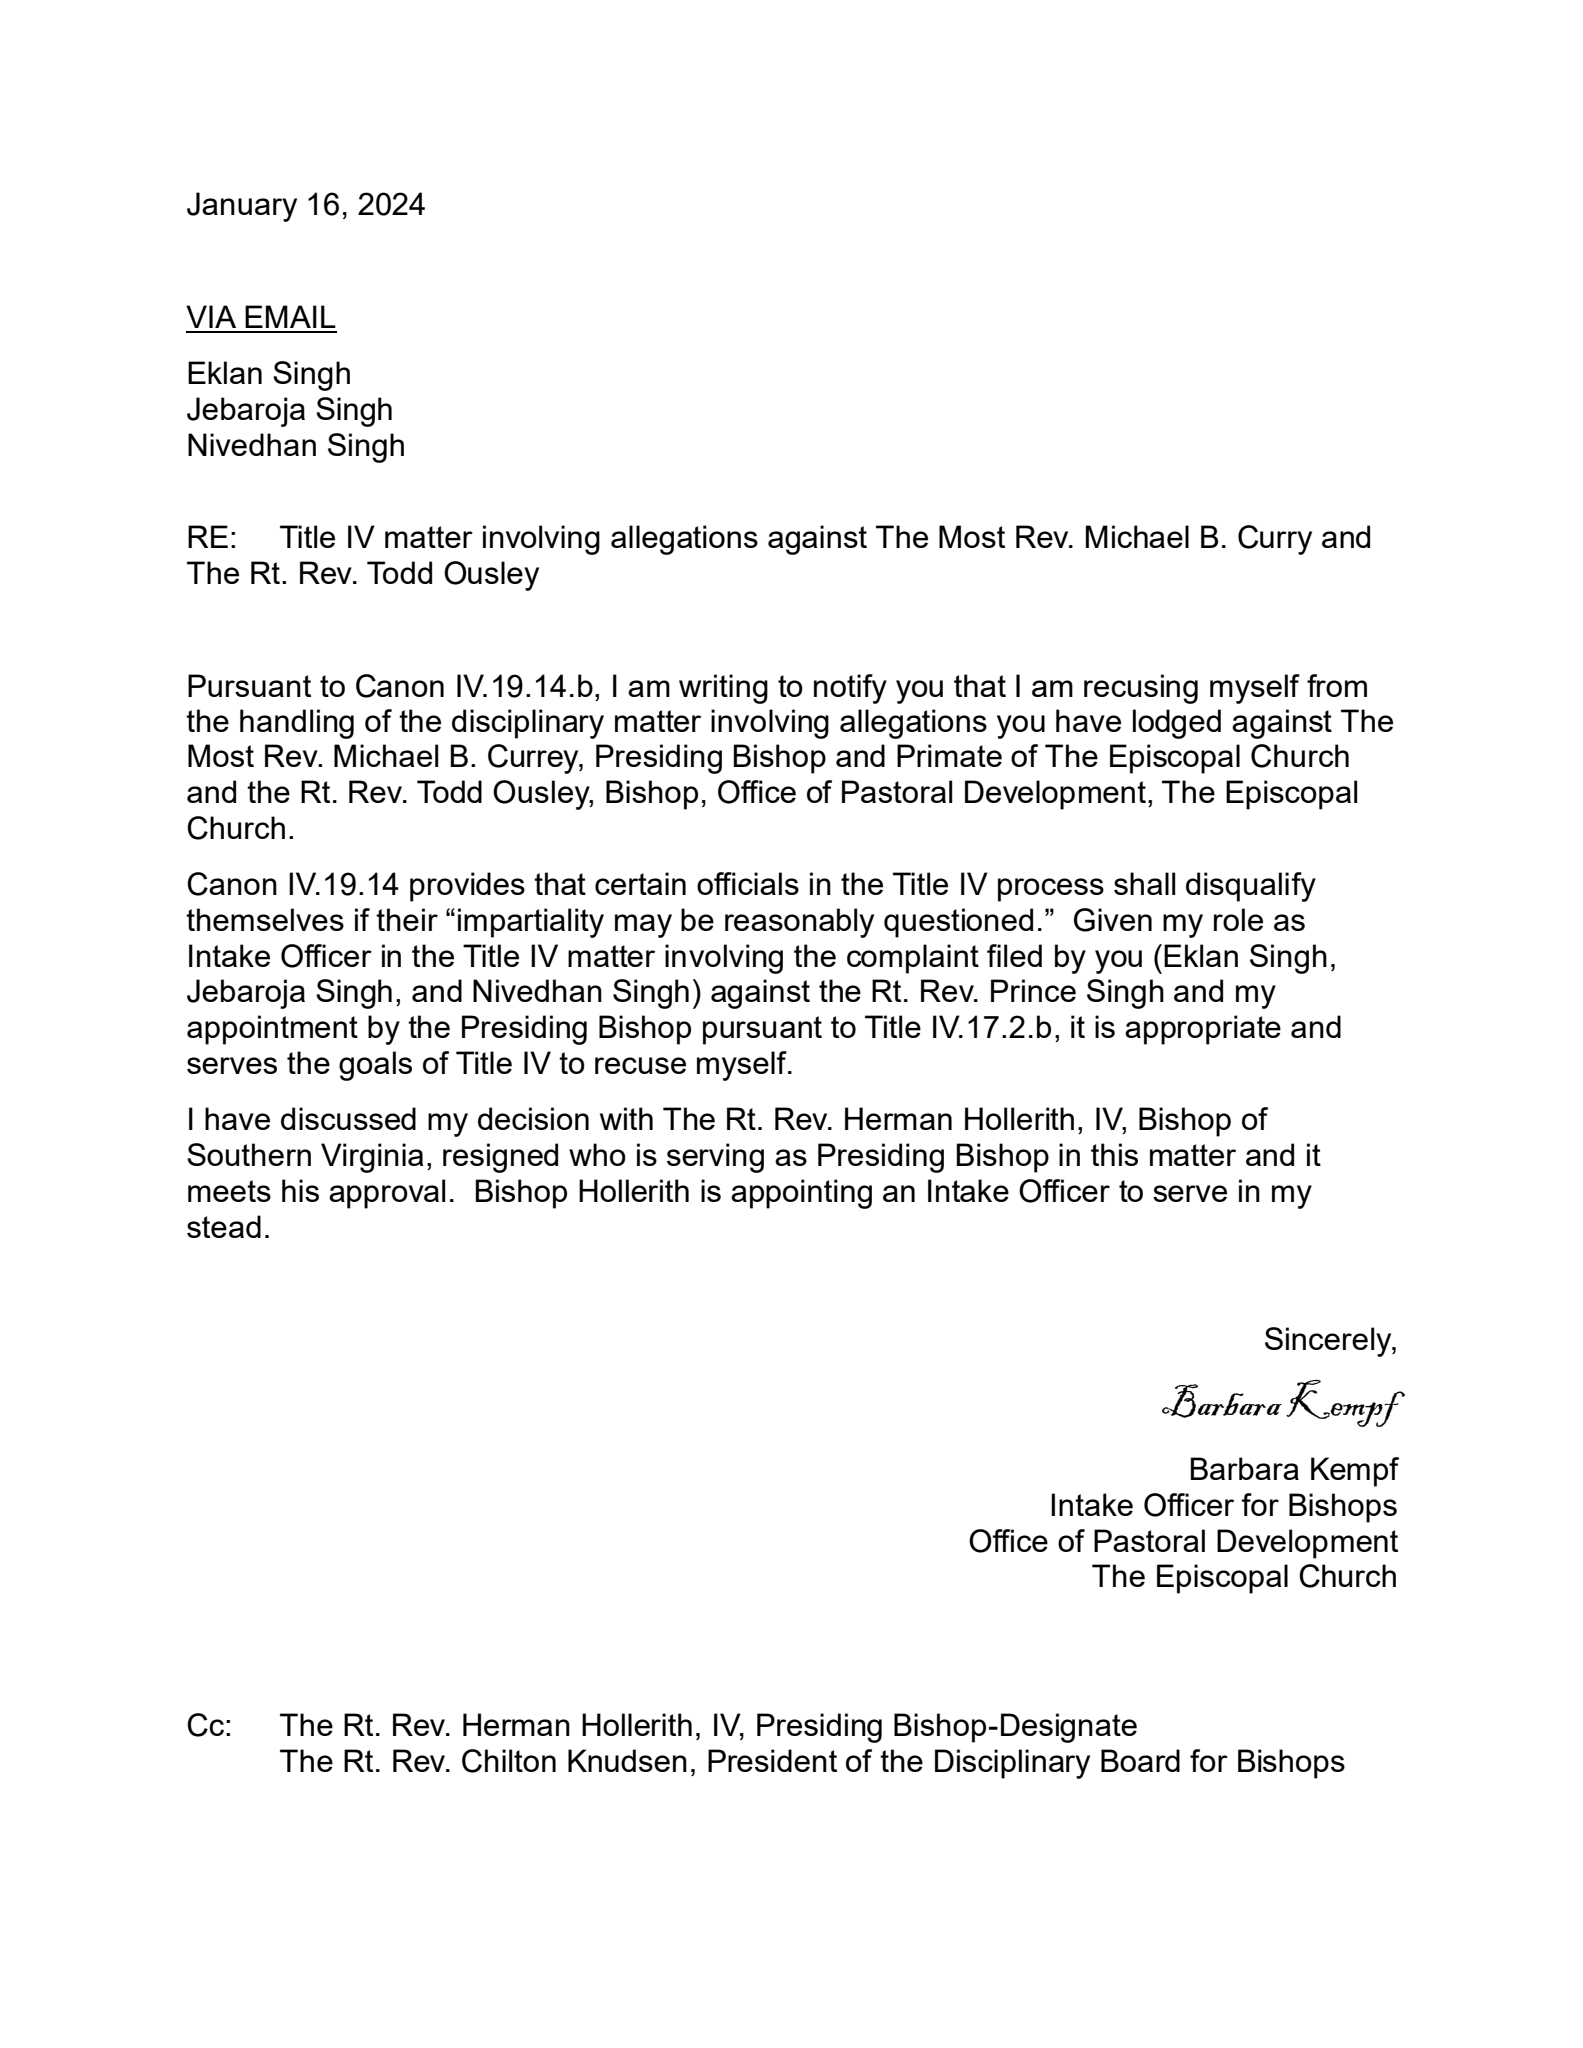 January 16, 2024
VIA EMAIL
Eklan Singh
Jebaroja Singh
Nivedhan Singh
RE: Title IV matter involving allegations against The Most Rev. Michael B. Curry and
The Rt. Rev. Todd Ousley
Pursuant to Canon IV.19.14.b, I am writing to notify you that I am recusing myself from
the handling of the disciplinary matter involving allegations you have lodged against The
Most Rev. Michael B. Currey, Presiding Bishop and Primate of The Episcopal Church
and the Rt. Rev. Todd Ousley, Bishop, Office of Pastoral Development, The Episcopal
Church.
Canon IV.19.14 provides that certain officials in the Title IV process shall disqualify
themselves if their “impartiality may be reasonably questioned.”  Given my role as
Intake Officer in the Title IV matter involving the complaint filed by you (Eklan Singh,
Jebaroja Singh, and Nivedhan Singh) against the Rt. Rev. Prince Singh and my
appointment by the Presiding Bishop pursuant to Title IV.17.2.b, it is appropriate and
serves the goals of Title IV to recuse myself.
I have discussed my decision with The Rt. Rev. Herman Hollerith, IV, Bishop of
Southern Virginia, resigned who is serving as Presiding Bishop in this matter and it
meets his approval.  Bishop Hollerith is appointing an Intake Officer to serve in my
stead.
Sincerely,
Barbara Kempf
Barbara Kempf
Intake Officer for Bishops
Office of Pastoral Development
The Episcopal Church
Cc: The Rt. Rev. Herman Hollerith, IV, Presiding Bishop-Designate
The Rt. Rev. Chilton Knudsen, President of the Disciplinary Board for Bishops